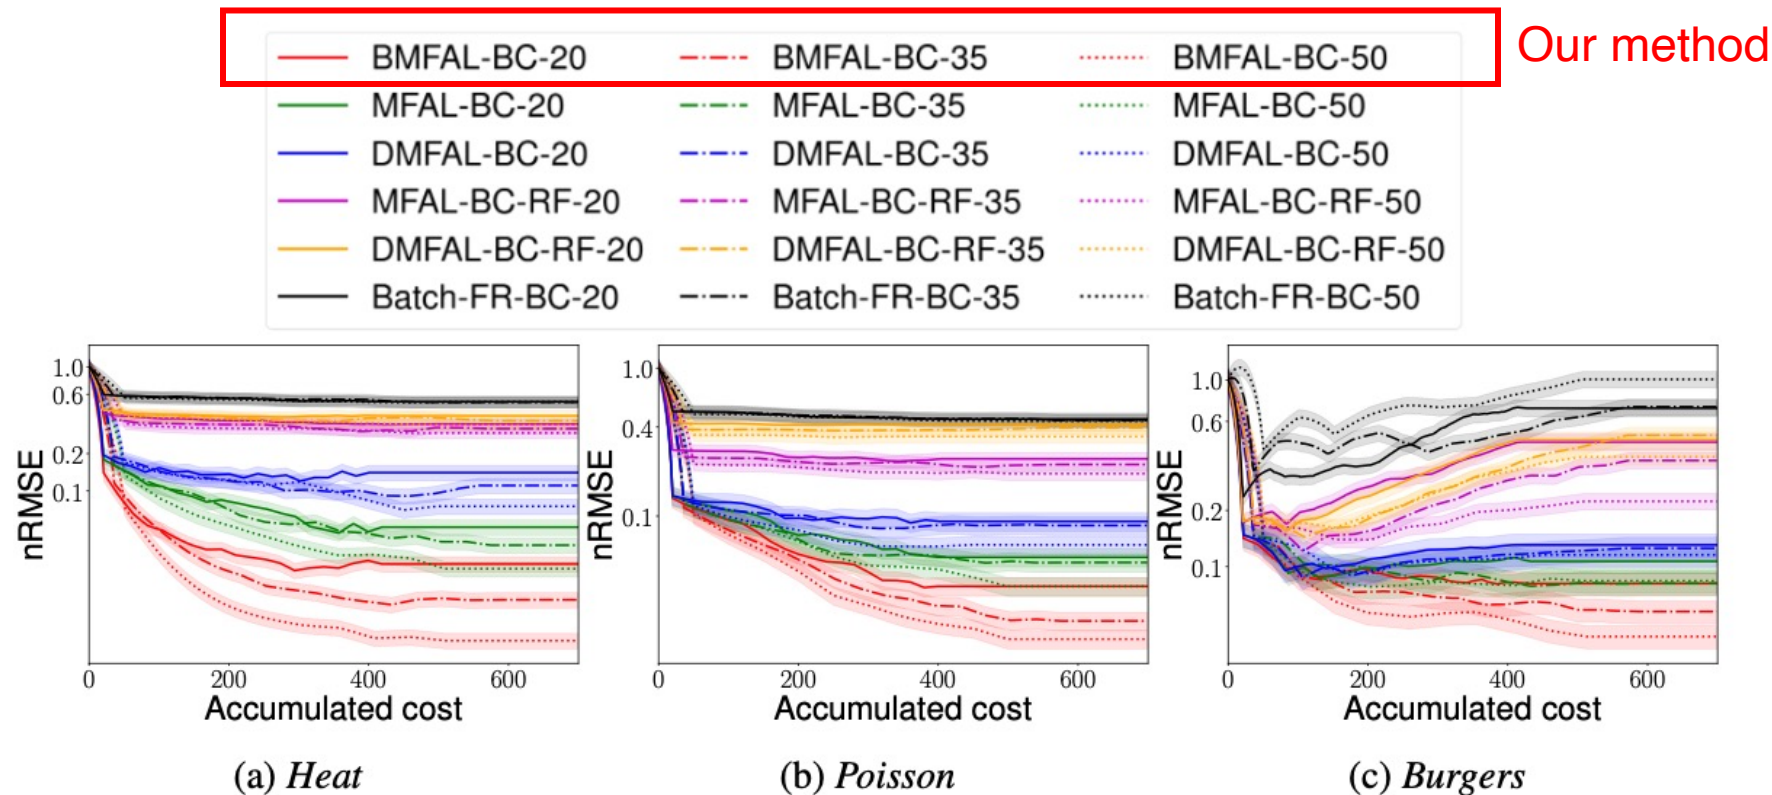 BMFAL-BC-20 BMFAL-BC-35 BMFAL-BC-50 Our method
MFAL-BC-20 MFAL-BC-35 MFAL-BC-50
DMFAL-BC-20 DMFAL-BC-35 DMFAL-BC-50
MFAL-BC-RF-20 MFAL-BC-RF-35 MFAL-BC-RF-50
DMFAL-BC-RF-20 DMFAL-BC-RF-35 DMFAL-BC-RF-50
Batch-FR-BC-20 Batch-FR-BC-35 Batch-FR-BC-50
nRMSE
1.0
0.6
0.2
0.1
0 200 400 600
Accumulated cost
(a) Heat
nRMSE
1.0
0.4
0.1
0 200 400 600
Accumulated cost
(b) Poisson
nRMSE
1.0
0.6
0.2
0.1
0 200 400 600
Accumulated cost
(c) Burgers